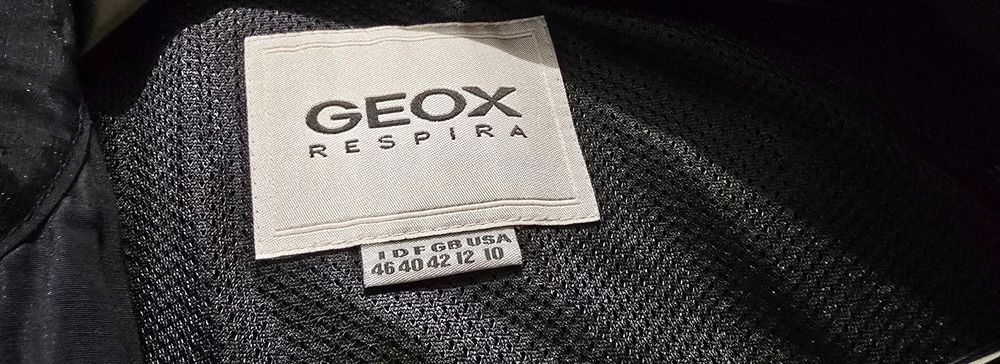 GEOX
RESPIRA
I D F GB USA
46 40 42 12 10